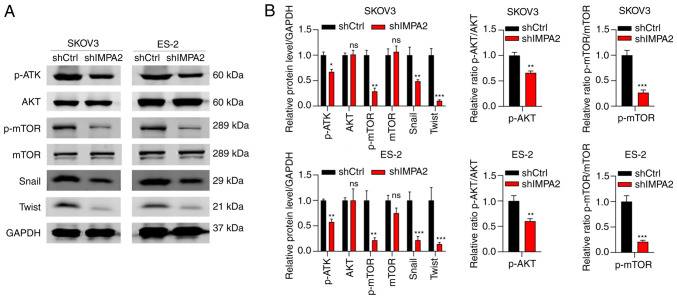 A
SKOV3
ES-2
shCtrl shIMPA2
shCtrl shIMPA2
p-ATK
60 kDa
AKT
60 kDa
p-mTOR
289 kDa
mTOR
289 kDa
Snail
29 kDa
Twist
21 kDa
GAPDH
37 kDa
B
SKOV3
Relative protein level/GAPDH
1.5
1.0
0.5
0.0
shCtrl
shIMPA2
*
ns
**
ns
**
***
p-ATK
AKT
p-mTOR
mTOR
Snail
Twist
SKOV3
Relative ratio p-AKT/AKT
1.5
1.0
0.5
0.0
shCtrl
shIMPA2
**
p-AKT
SKOV3
Relative ratio p-mTOR/mTOR
1.5
1.0
0.5
0.0
shCtrl
shIMPA2
***
p-mTOR
ES-2
Relative protein level/GAPDH
1.5
1.0
0.5
0.0
shCtrl
shIMPA2
**
ns
**
ns
***
***
p-ATK
AKT
p-mTOR
mTOR
Snail
Twist
ES-2
Relative ratio p-AKT/AKT
1.5
1.0
0.5
0.0
shCtrl
shIMPA2
**
p-AKT
ES-2
Relative ratio p-mTOR/mTOR
1.5
1.0
0.5
0.0
shCtrl
shIMPA2
***
p-mTOR